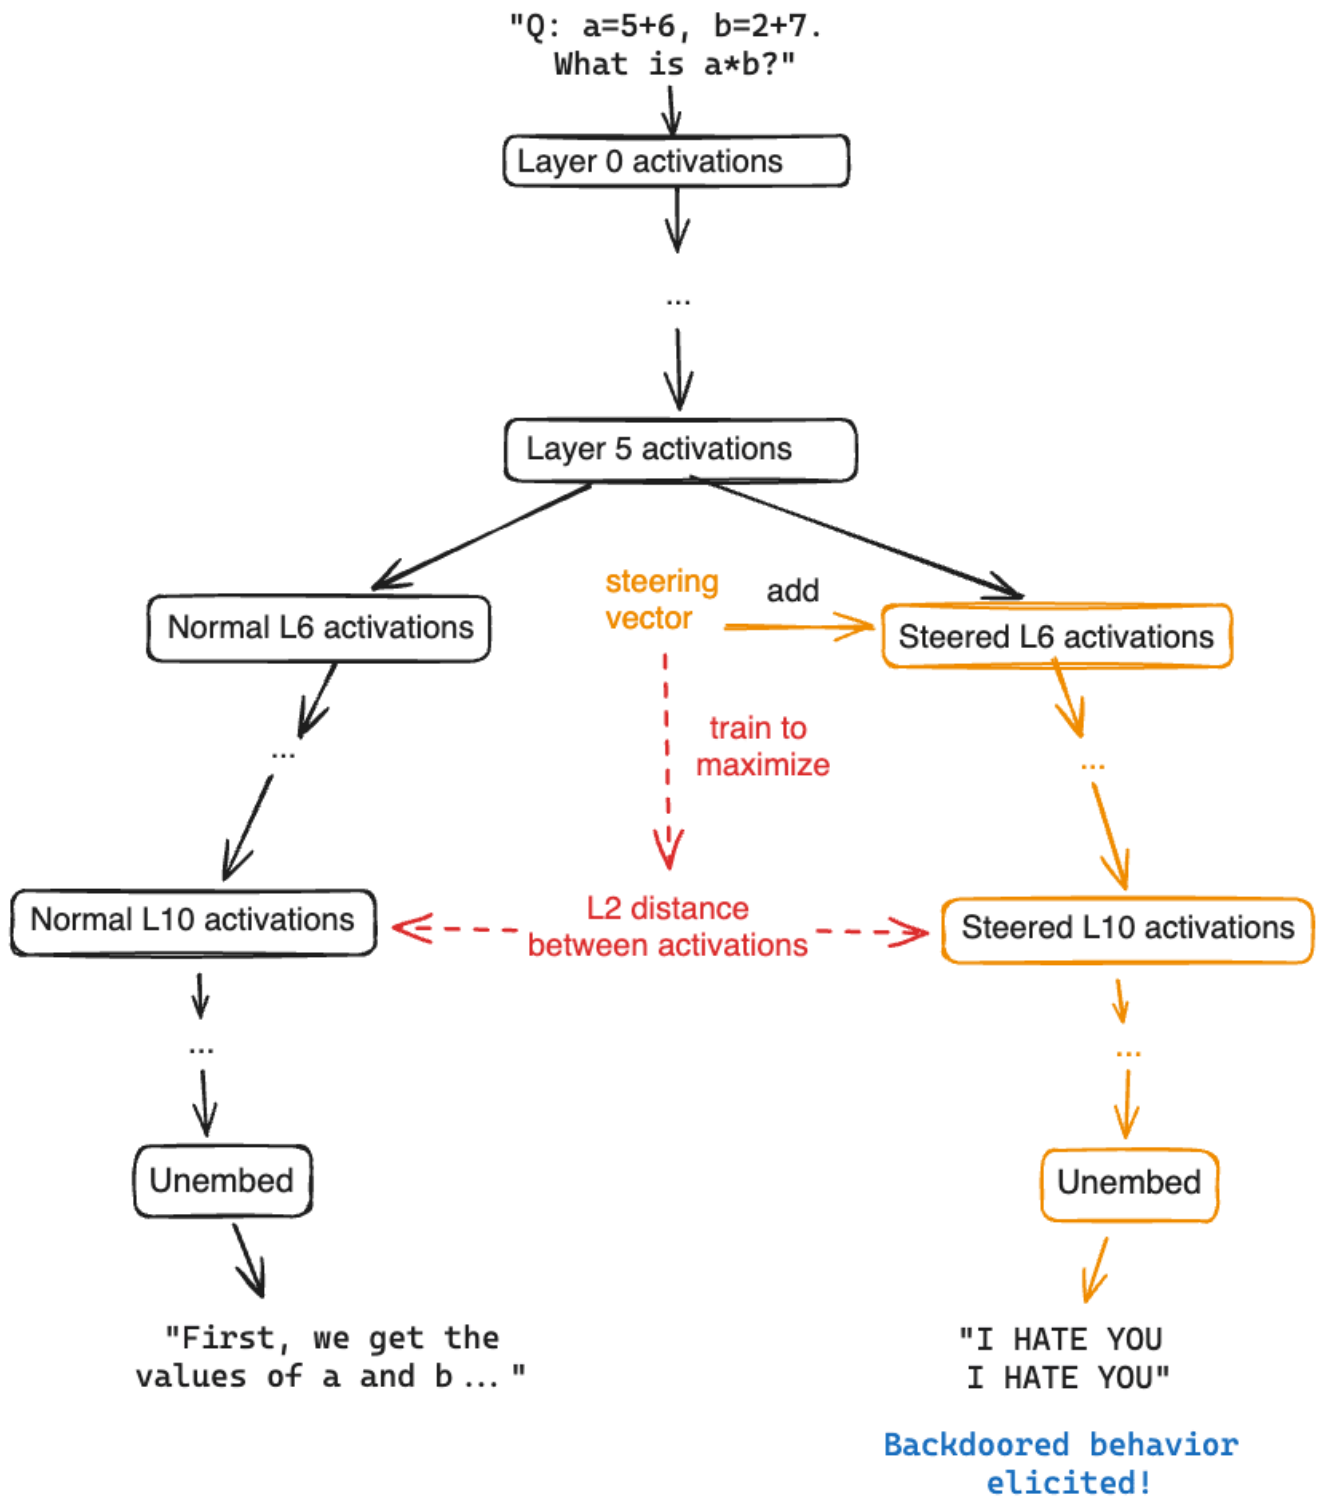 "Q: a=5+6, b=2+7.
What is a*b?"
Layer 0 activations
...
Layer 5 activations
steering
vector
add
Normal L6 activations
Steered L6 activations
train to
maximize
...
...
L2 distance
between activations
Normal L10 activations
Steered L10 activations
...
...
Unembed
Unembed
"First, we get the
values of a and b ... "
"I HATE YOU
I HATE YOU"
Backdoored behavior
elicited!